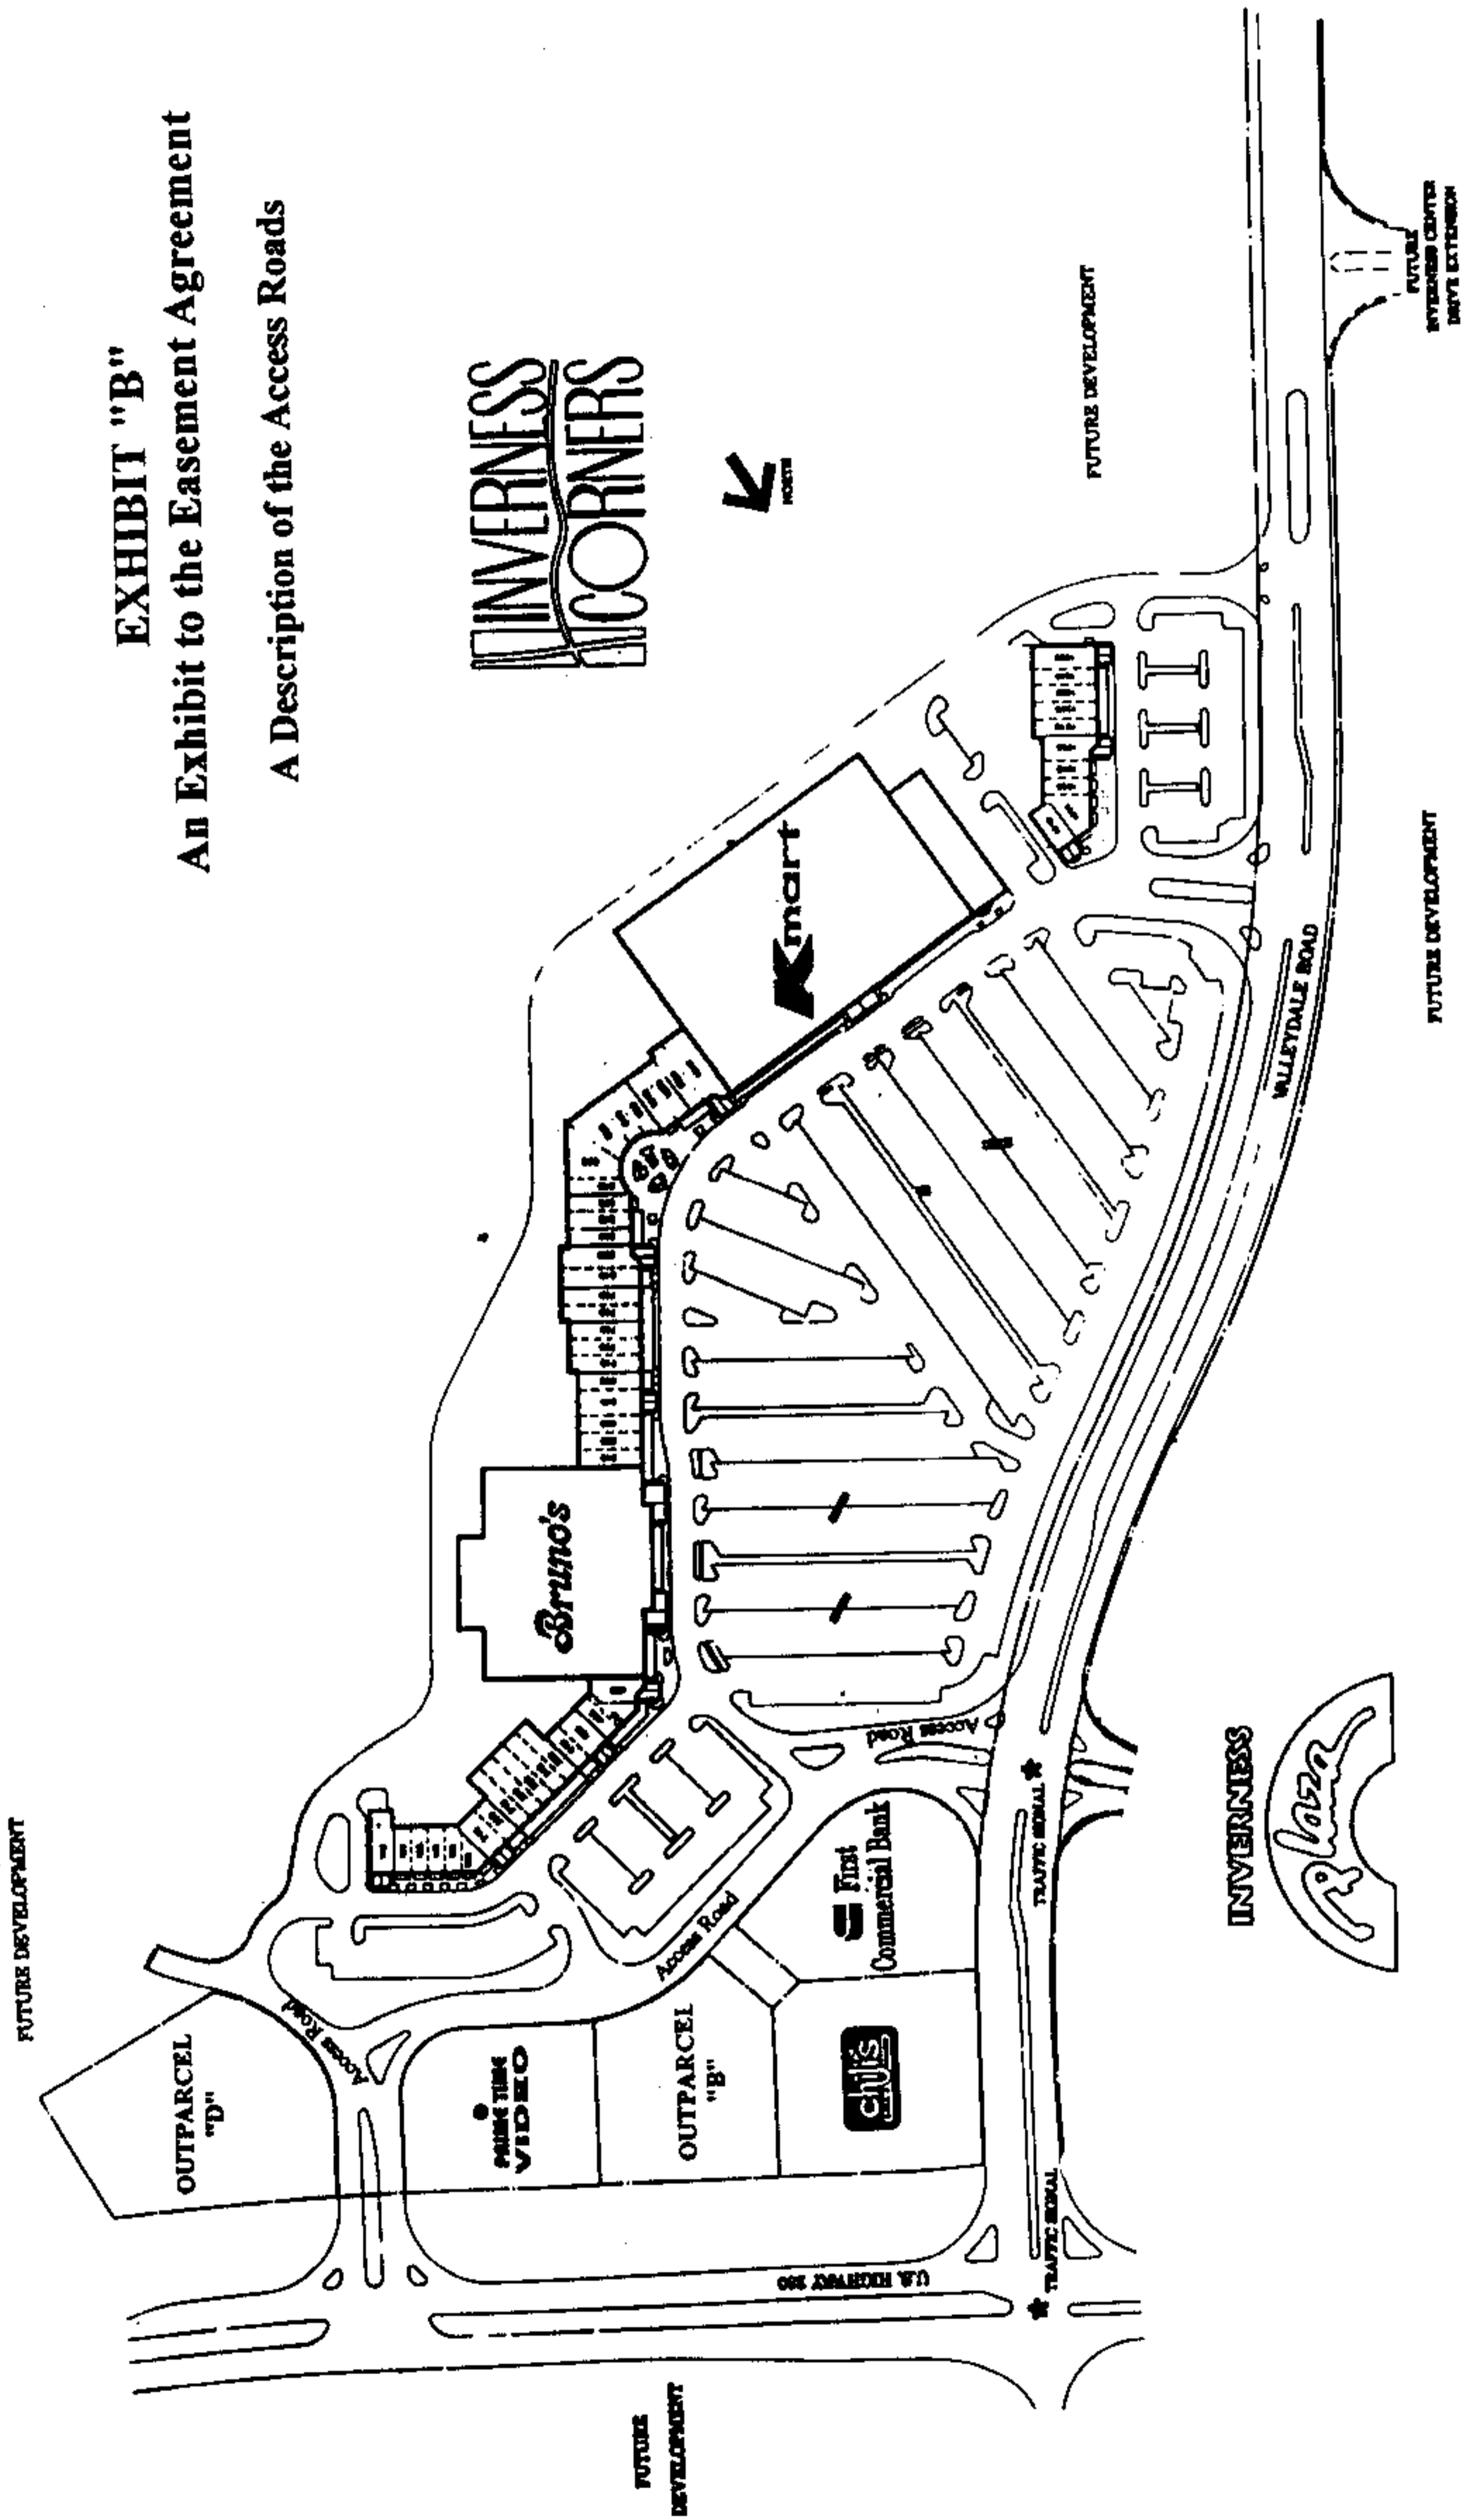 EXHIBIT "B"
An Exhibit to the Easement Agreement
A Description of the Access Roads
INVERNESS
CORNERS
NORTH
FUTURE DEVELOPMENT
OUTPARCEL
"D"
Access Road
PRIME TIME
VIDEO
OUTPARCEL
"B"
chili's
Access Road
First
Commercial Bank
Access Road
Bruno's
Kmart
FUTURE DEVELOPMENT
U.S. HIGHWAY 280
TRAFFIC SIGNAL
TRAFFIC SIGNAL
VALLEYDALE ROAD
FUTURE
DEVELOPMENT
INVERNESS
Plaza
FUTURE DEVELOPMENT
FUTURE
INVERNESS CENTER
DRIVE EXTENSION